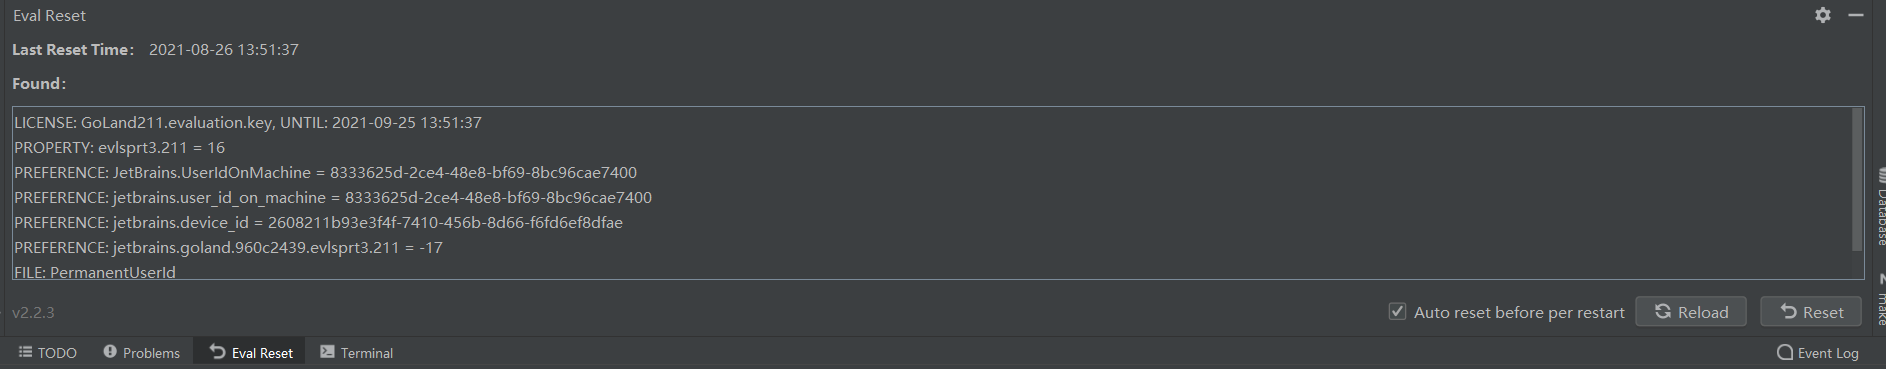 Eval Reset
Last Reset Time： 2021-08-26 13:51:37
Found：
LICENSE: GoLand211.evaluation.key, UNTIL: 2021-09-25 13:51:37
PROPERTY: evlsprt3.211 = 16
PREFERENCE: JetBrains.UserIdOnMachine = 8333625d-2ce4-48e8-bf69-8bc96cae7400
PREFERENCE: jetbrains.user_id_on_machine = 8333625d-2ce4-48e8-bf69-8bc96cae7400
PREFERENCE: jetbrains.device_id = 2608211b93e3f4f-7410-456b-8d66-f6fd6ef8dfae
PREFERENCE: jetbrains.goland.960c2439.evlsprt3.211 = -17
FILE: PermanentUserId
v2.2.3
Auto reset before per restart
Reload
Reset
TODO
Problems
Eval Reset
Terminal
Event Log
Database
make